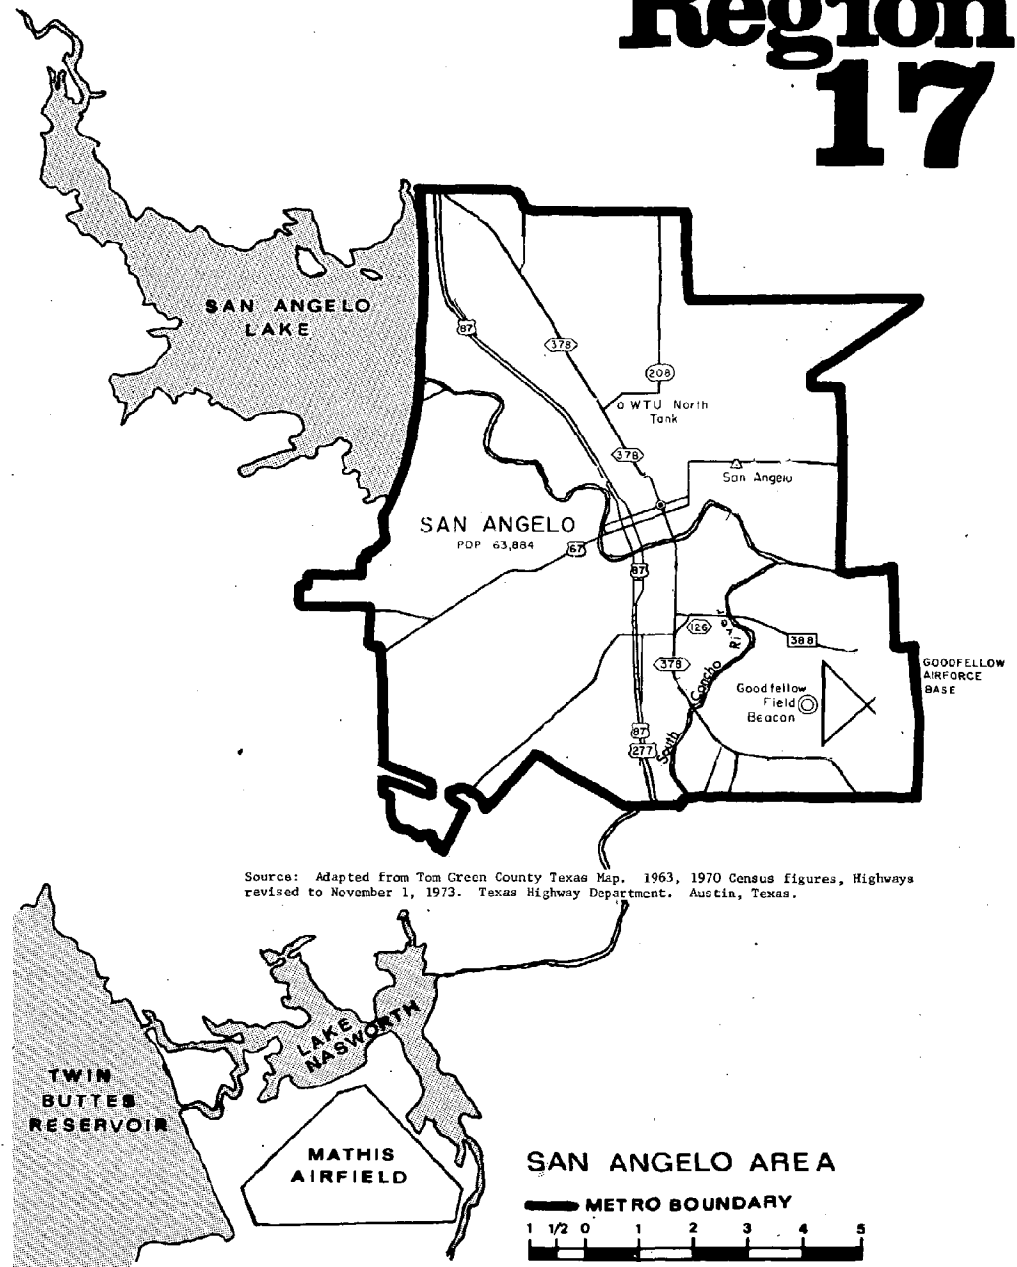 Region
17
SAN ANGELO
LAKE
87
378
208
WTU North
Tank
378
San Angelo
SAN ANGELO
POP 63,884
67
87
126
388
378
South Concho River
GOODFELLOW
AIRFORCE
BASE
Goodfellow
Field
Beacon
87
277
Source: Adapted from Tom Green County Texas Map. 1963, 1970 Census figures, Highways
revised to November 1, 1973. Texas Highway Department. Austin, Texas.
LAKE
NASWORTH
TWIN
BUTTES
RESERVOIR
MATHIS
AIRFIELD
SAN ANGELO AREA
METRO BOUNDARY
1 1/2 0 1 2 3 4 5